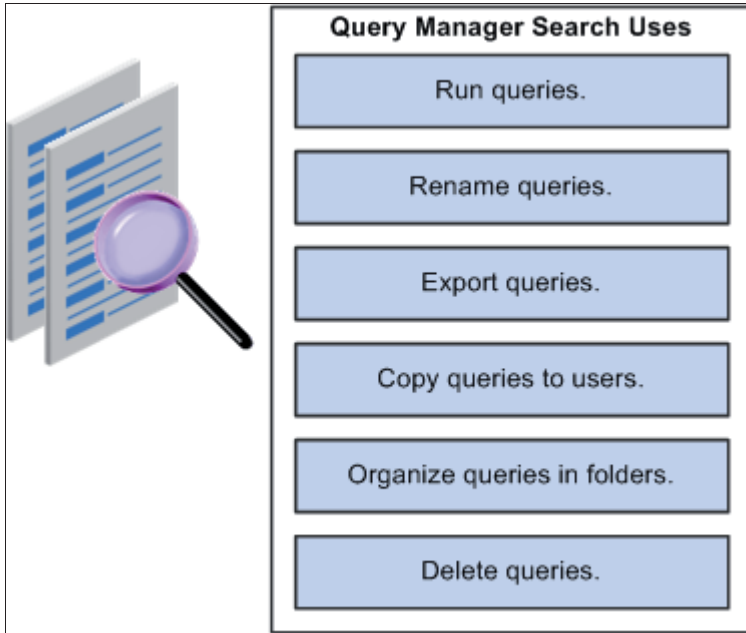 Query Manager Search Uses
Run queries.
Rename queries.
Export queries.
Copy queries to users.
Organize queries in folders.
Delete queries.